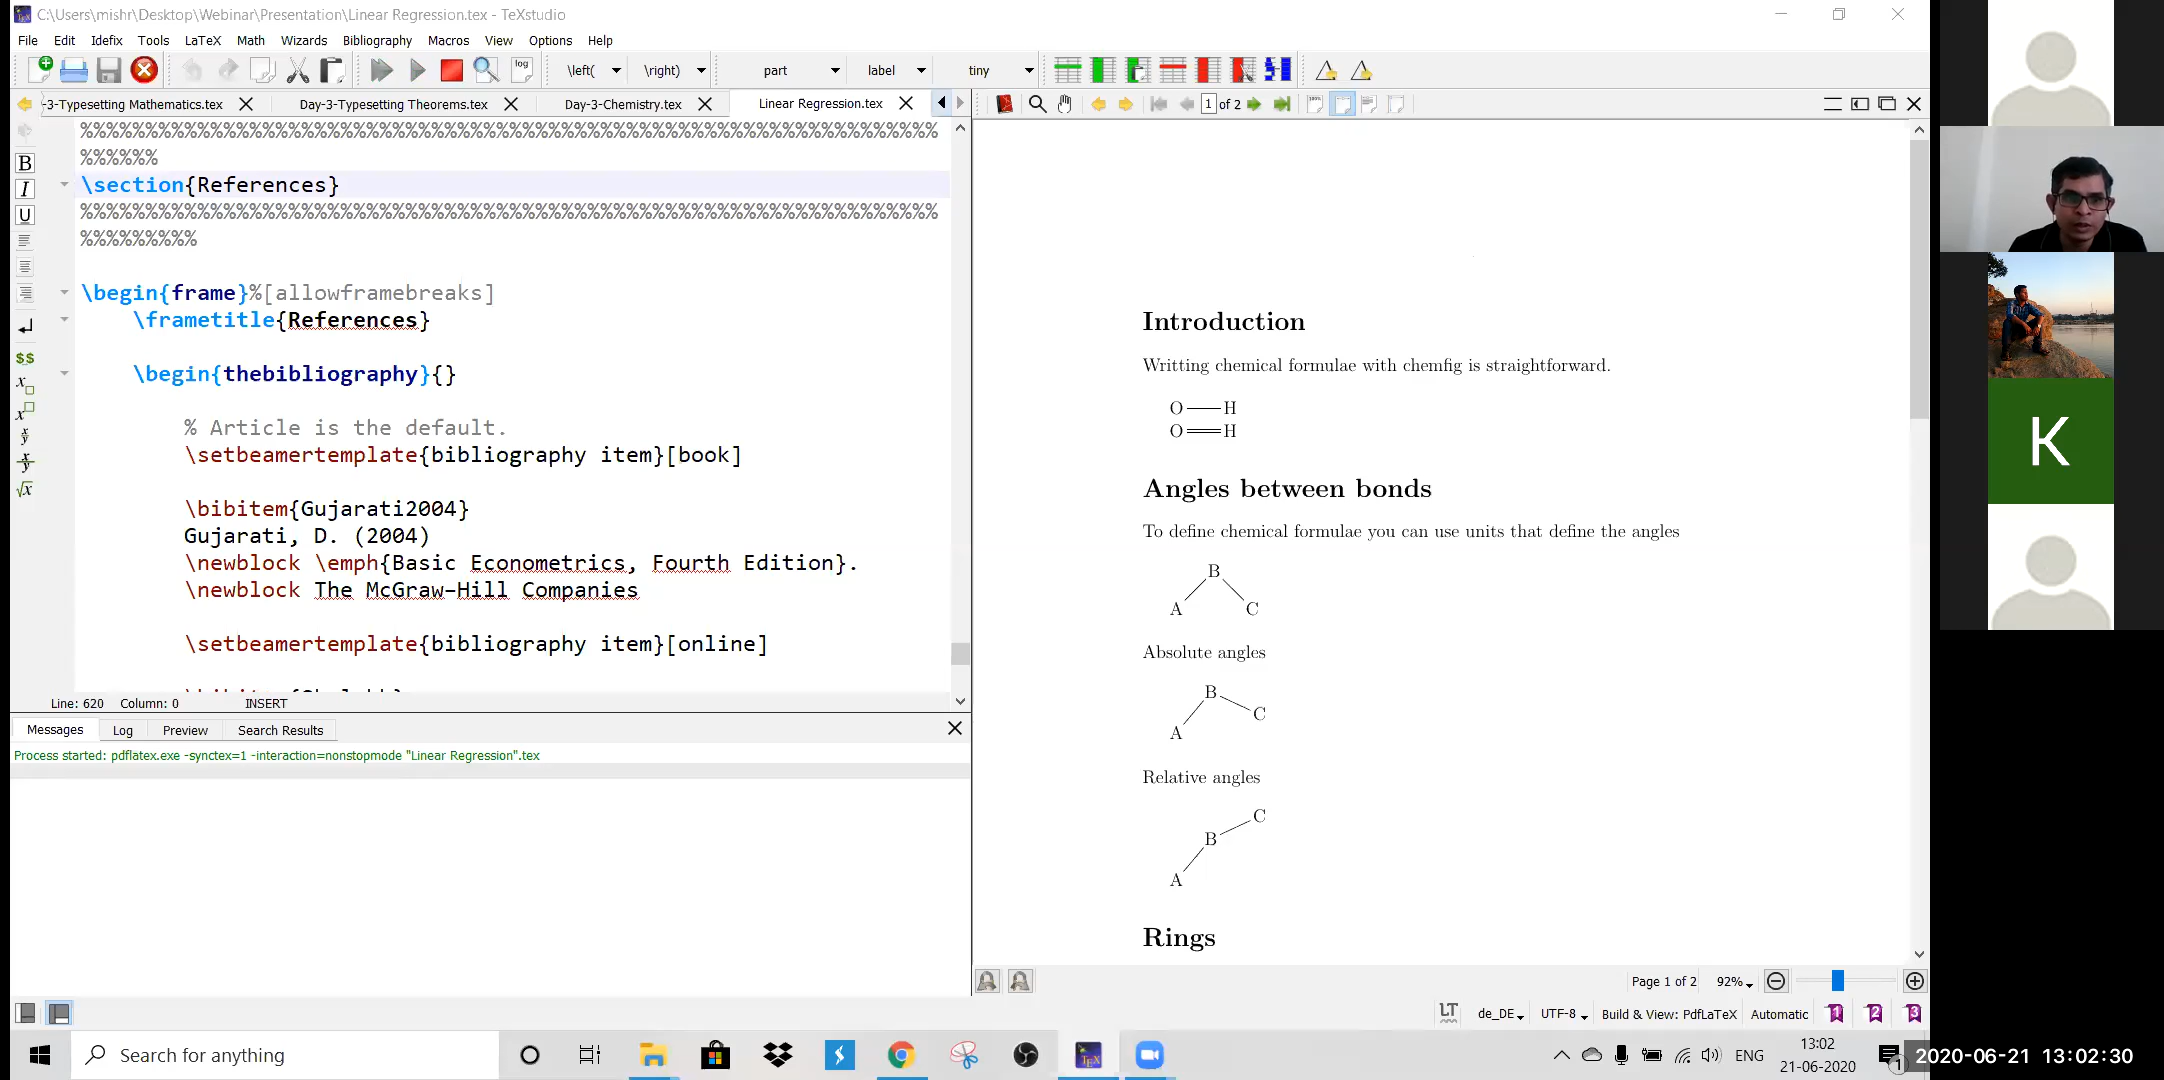 C:\Users\mishr\Desktop\Webinar\Presentation\Linear Regression.tex - TeXstudio
File Edit Idefix Tools LaTeX Math Wizards Bibliography Macros View Options Help
log \left( \right) part label tiny
-3-Typesetting Mathematics.tex Day-3-Typesetting Theorems.tex Day-3-Chemistry.tex Linear Regression.tex
1 of 2
%%%%%%%%%%%%%%%%%%%%%%%%%%%%%%%%%%%%%%%%%%%%%%%%%%%%%%%%%%%%%%%%%%
%%%%%%
\section{References}
%%%%%%%%%%%%%%%%%%%%%%%%%%%%%%%%%%%%%%%%%%%%%%%%%%%%%%%%%%%%%%%%%%
%%%%%%%%%
\begin{frame}%[allowframebreaks]
\frametitle{References}
\begin{thebibliography}{}
% Article is the default.
\setbeamertemplate{bibliography item}[book]
\bibitem{Gujarati2004}
Gujarati, D. (2004)
\newblock \emph{Basic Econometrics, Fourth Edition}.
\newblock The McGraw-Hill Companies
\setbeamertemplate{bibliography item}[online]
B
I
U
$$
x
x
x/y
x/y
√x
Line: 620 Column: 0 INSERT
Messages Log Preview Search Results
Process started: pdflatex.exe -synctex=1 -interaction=nonstopmode "Linear Regression".tex
Introduction
Writting chemical formulae with chemfig is straightforward.
O H
O H
Angles between bonds
To define chemical formulae you can use units that define the angles
B
A C
Absolute angles
B
C
A
Relative angles
C
B
A
Rings
Page 1 of 2 92%
LT de_DE UTF-8 Build & View: PdfLaTeX Automatic 1 2 3
K
Search for anything
TEX
ENG
13:02
21-06-2020
1
2020-06-21 13:02:30